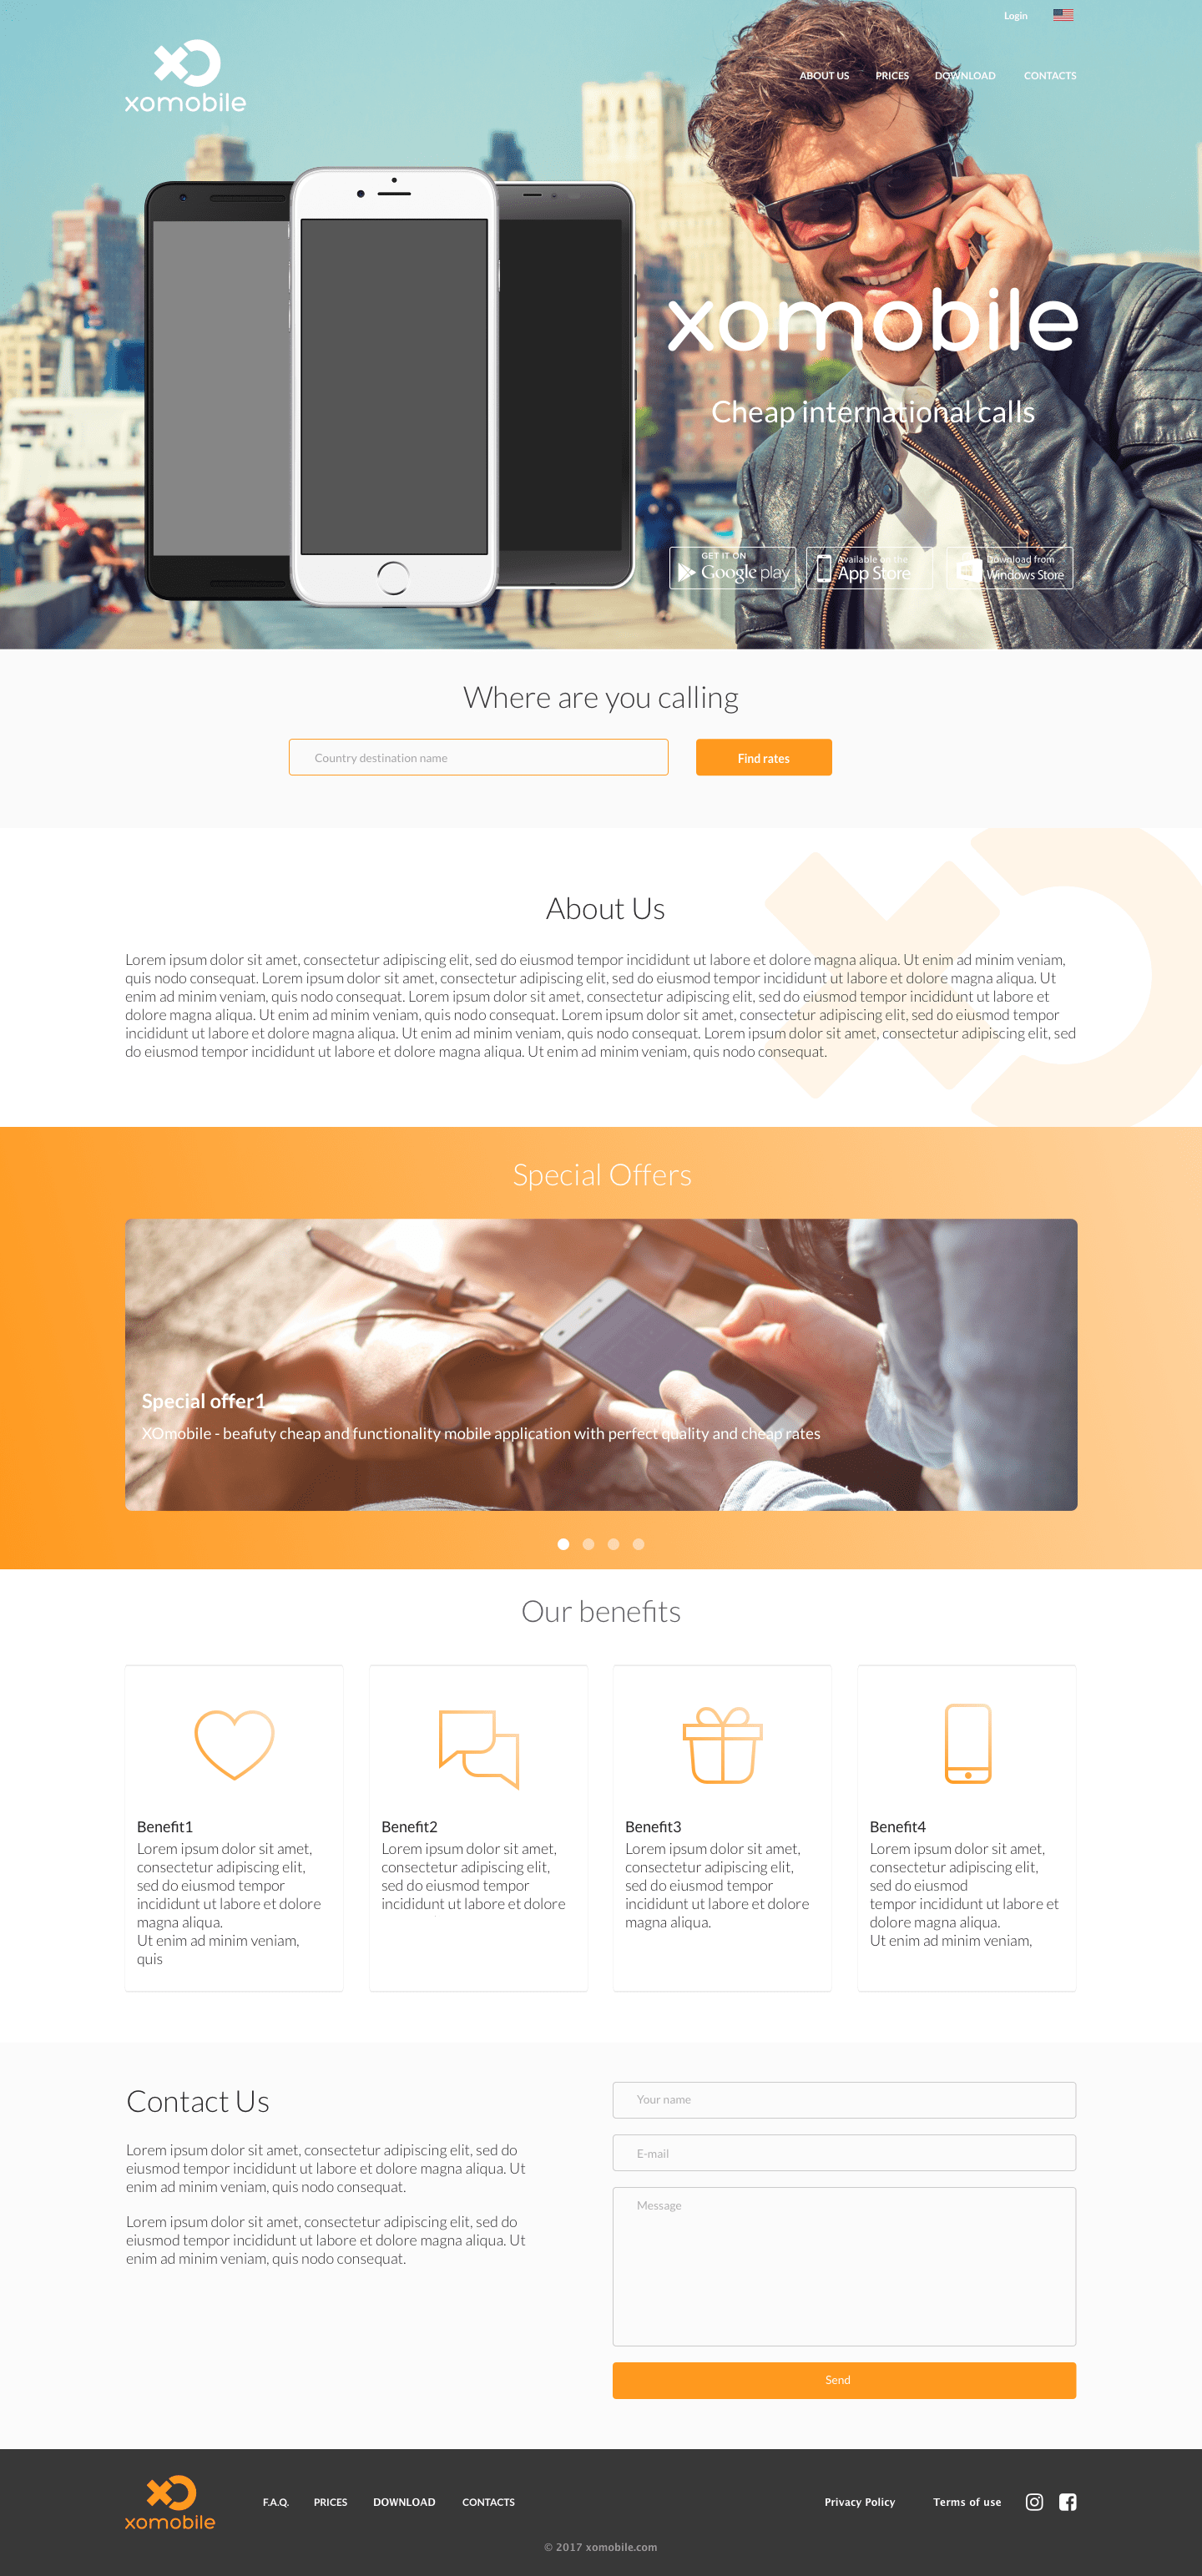 Login
xomobile
ABOUT US PRICES DOWNLOAD CONTACTS
xomobile
Cheap international calls
GET IT ON
Google play
Available on the
App Store
Download from
Windows Store
Where are you calling
Country destination name
Find rates
About Us
Lorem ipsum dolor sit amet, consectetur adipiscing elit, sed do eiusmod tempor incididunt ut labore et dolore magna aliqua. Ut enim ad minim veniam,
quis nodo consequat. Lorem ipsum dolor sit amet, consectetur adipiscing elit, sed do eiusmod tempor incididunt ut labore et dolore magna aliqua. Ut
enim ad minim veniam, quis nodo consequat. Lorem ipsum dolor sit amet, consectetur adipiscing elit, sed do eiusmod tempor incididunt ut labore et
dolore magna aliqua. Ut enim ad minim veniam, quis nodo consequat. Lorem ipsum dolor sit amet, consectetur adipiscing elit, sed do eiusmod tempor
incididunt ut labore et dolore magna aliqua. Ut enim ad minim veniam, quis nodo consequat. Lorem ipsum dolor sit amet, consectetur adipiscing elit, sed
do eiusmod tempor incididunt ut labore et dolore magna aliqua. Ut enim ad minim veniam, quis nodo consequat.
Special Offers
Special offer1
XOmobile - beafuty cheap and functionality mobile application with perfect quality and cheap rates
Our benefits
Benefit1
Lorem ipsum dolor sit amet,
consectetur adipiscing elit,
sed do eiusmod tempor
incididunt ut labore et dolore
magna aliqua.
Ut enim ad minim veniam,
quis
Benefit2
Lorem ipsum dolor sit amet,
consectetur adipiscing elit,
sed do eiusmod tempor
incididunt ut labore et dolore
Benefit3
Lorem ipsum dolor sit amet,
consectetur adipiscing elit,
sed do eiusmod tempor
incididunt ut labore et dolore
magna aliqua.
Benefit4
Lorem ipsum dolor sit amet,
consectetur adipiscing elit,
sed do eiusmod
tempor incididunt ut labore et
dolore magna aliqua.
Ut enim ad minim veniam,
Contact Us
Lorem ipsum dolor sit amet, consectetur adipiscing elit, sed do
eiusmod tempor incididunt ut labore et dolore magna aliqua. Ut
enim ad minim veniam, quis nodo consequat.
Lorem ipsum dolor sit amet, consectetur adipiscing elit, sed do
eiusmod tempor incididunt ut labore et dolore magna aliqua. Ut
enim ad minim veniam, quis nodo consequat.
Your name
E-mail
Message
Send
xomobile
F.A.Q. PRICES DOWNLOAD CONTACTS
Privacy Policy Terms of use
© 2017 xomobile.com